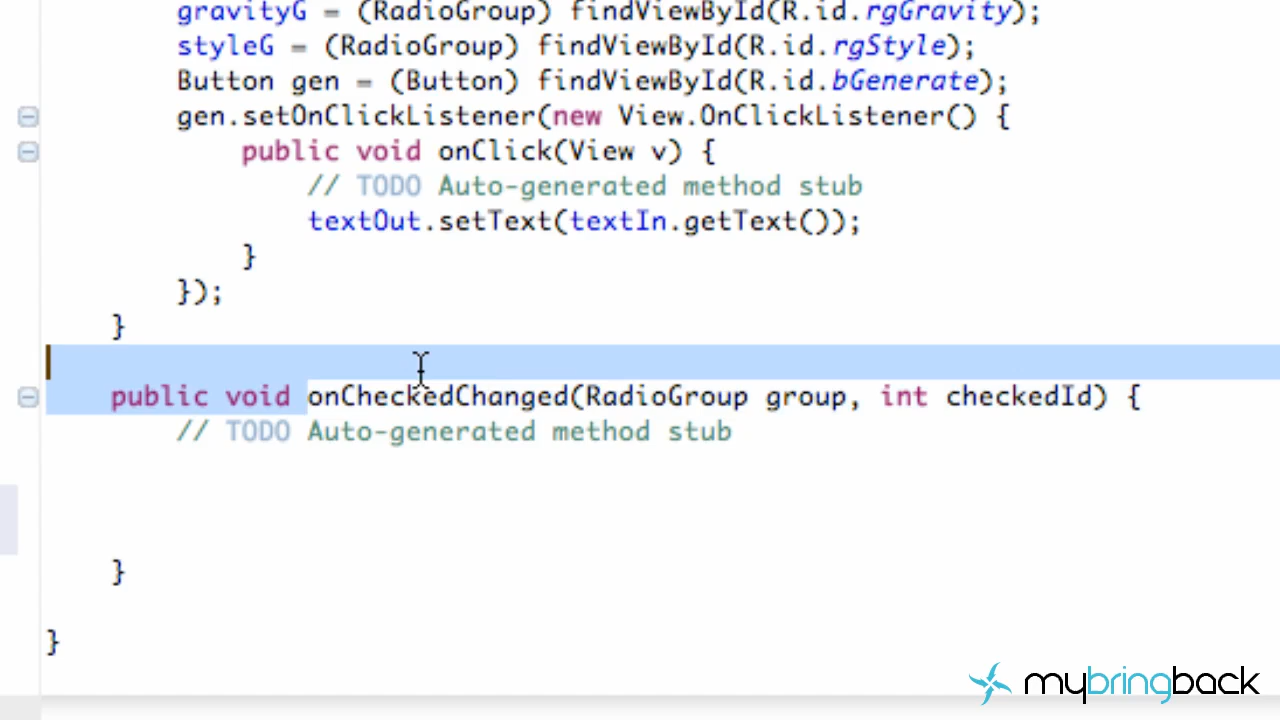 gravityG = (RadioGroup) findViewById(R.id.rgGravity);
styleG = (RadioGroup) findViewById(R.id.rgStyle);
Button gen = (Button) findViewById(R.id.bGenerate);
gen.setOnClickListener(new View.OnClickListener() {
public void onClick(View v) {
// TODO Auto-generated method stub
textOut.setText(textIn.getText());
}
});
}
public void onCheckedChanged(RadioGroup group, int checkedId) {
// TODO Auto-generated method stub
}
}
mybringback